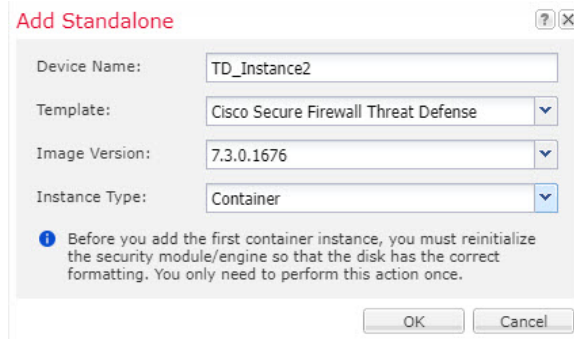 Add Standalone
? X
Device Name: TD_Instance2
Template: Cisco Secure Firewall Threat Defense
Image Version: 7.3.0.1676
Instance Type: Container
i Before you add the first container instance, you must reinitialize
the security module/engine so that the disk has the correct
formatting. You only need to perform this action once.
OK Cancel